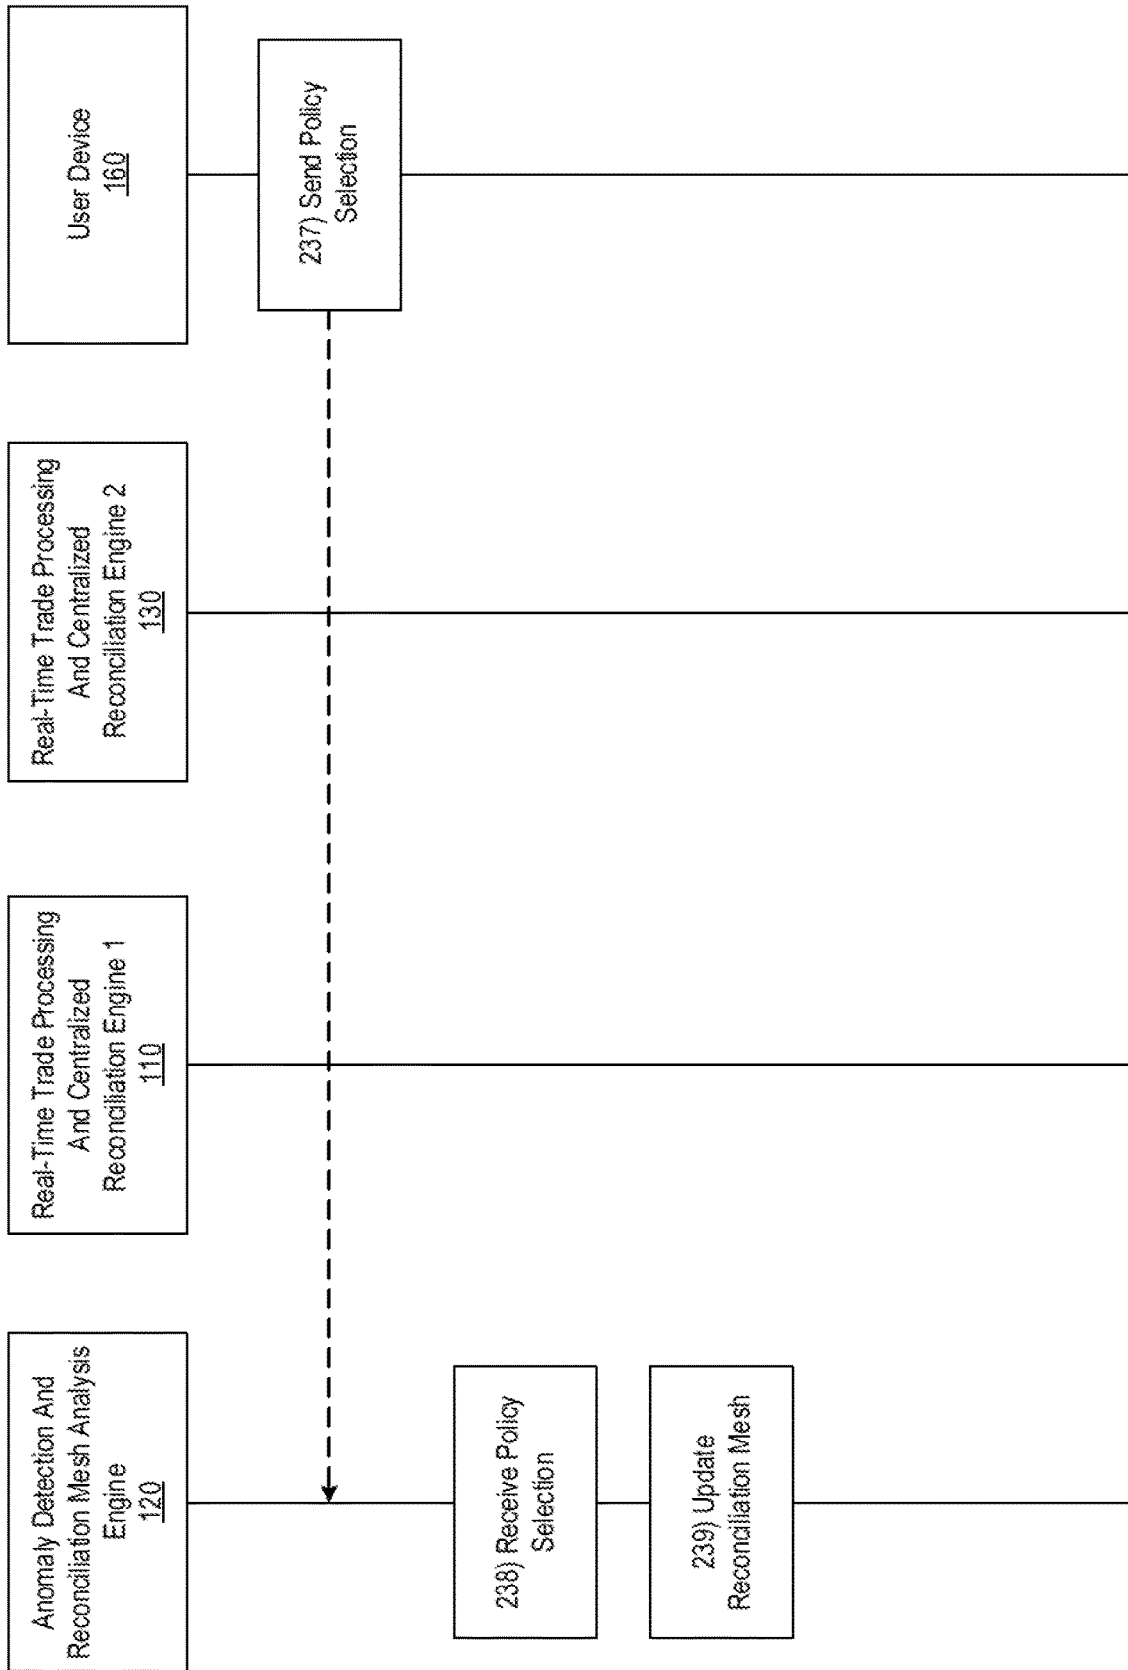 Anomaly Detection And
Reconciliation Mesh Analysis
Engine
120
Real-Time Trade Processing
And Centralized
Reconciliation Engine 1
110
Real-Time Trade Processing
And Centralized
Reconciliation Engine 2
130
User Device
160
237) Send Policy
Selection
238) Receive Policy
Selection
239) Update
Reconciliation Mesh